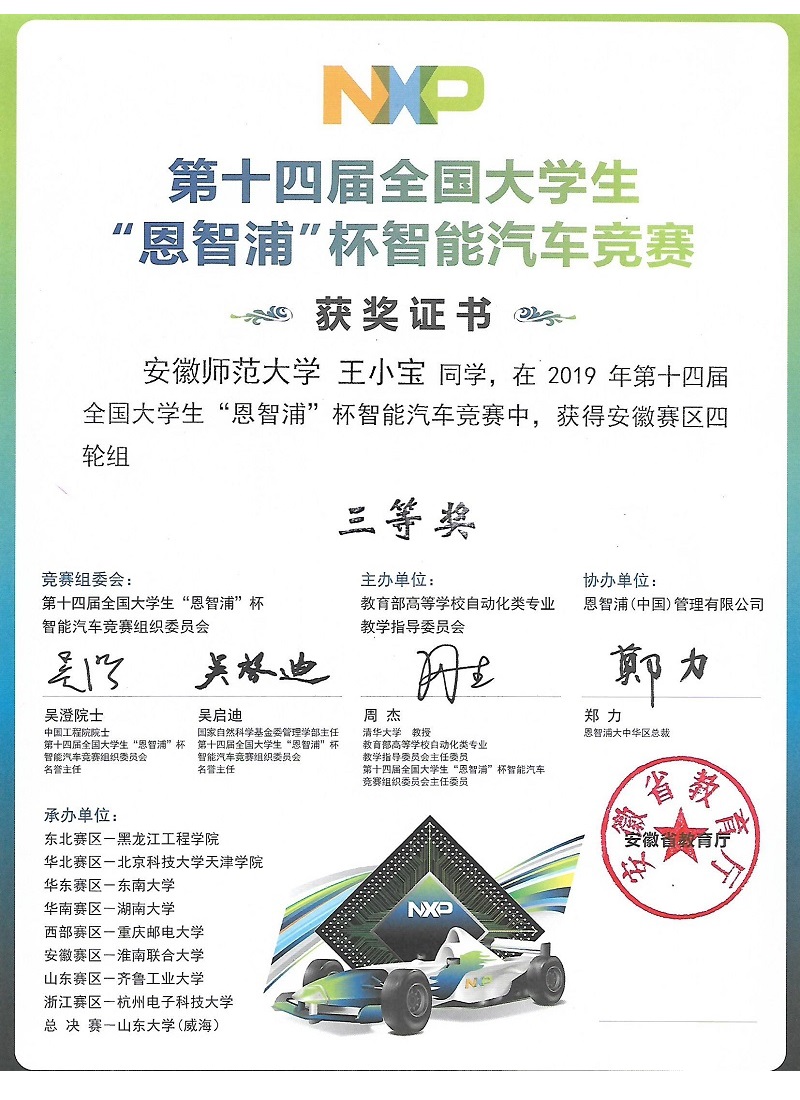 NXP
第十四届全国大学生
“恩智浦”杯智能汽车竞赛
获奖证书
安徽师范大学 王小宝 同学，在 2019 年第十四届
全国大学生“恩智浦”杯智能汽车竞赛中，获得安徽赛区四
轮组
三等奖
竞赛组委会：
第十四届全国大学生“恩智浦”杯
智能汽车竞赛组织委员会
主办单位：
教育部高等学校自动化类专业
教学指导委员会
协办单位：
恩智浦(中国)管理有限公司
吴澄
吴启迪
周杰
郑力
吴澄院士
中国工程院院士
第十四届全国大学生“恩智浦”杯
智能汽车竞赛组织委员会
名誉主任
吴启迪
国家自然科学基金委管理学部主任
第十四届全国大学生“恩智浦”杯
智能汽车竞赛组织委员会
名誉主任
周 杰
清华大学 教授
教育部高等学校自动化类专业
教学指导委员会主任委员
第十四届全国大学生“恩智浦”杯智能汽车
竞赛组织委员会主任委员
郑 力
恩智浦大中华区总裁
承办单位：
东北赛区—黑龙江工程学院
华北赛区—北京科技大学天津学院
华东赛区—东南大学
华南赛区—湖南大学
西部赛区—重庆邮电大学
安徽赛区—淮南联合大学
山东赛区—齐鲁工业大学
浙江赛区—杭州电子科技大学
总 决 赛—山东大学(威海)
NXP
NXP
安徽省教育厅
安徽省教育厅